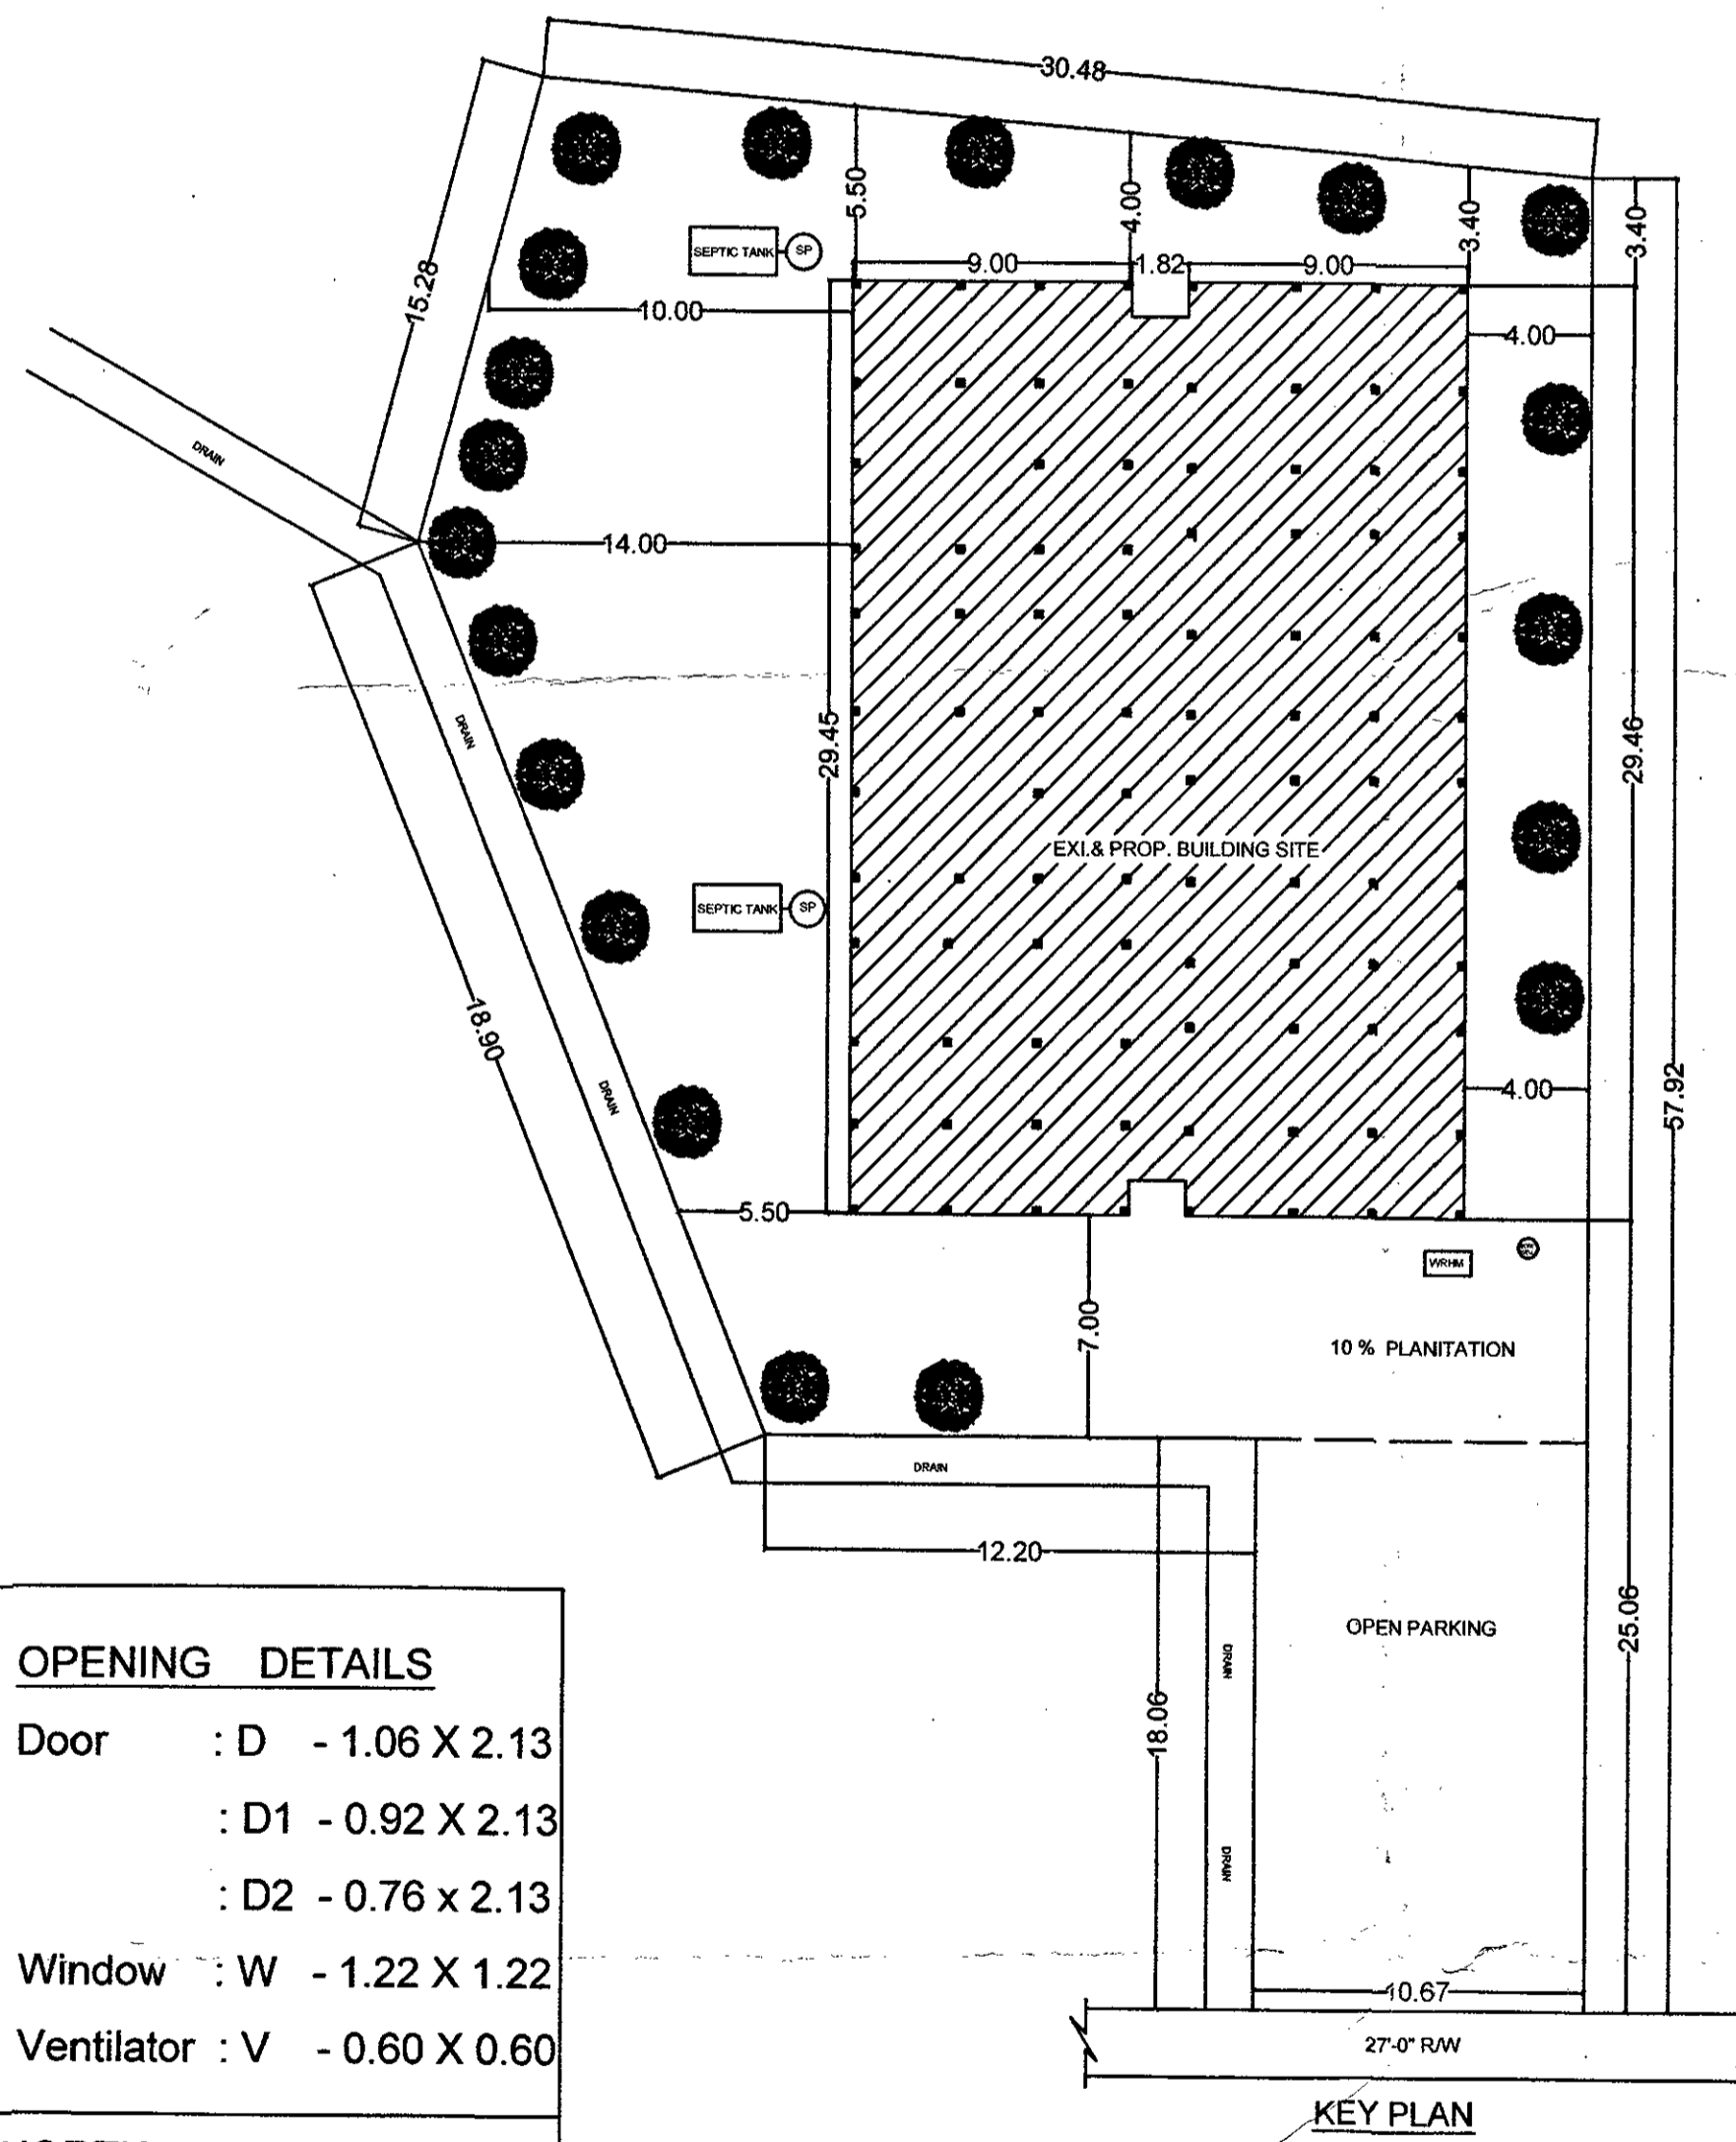 30.48
15.28
5.50
4.00
3.40
3.40
SEPTIC TANK
SP
9.00
1.82
9.00
10.00
4.00
DRAIN
14.00
DRAIN
29.45
29.46
EXI.& PROP. BUILDING SITE
SEPTIC TANK
SP
18.90
DRAIN
4.00
57.92
5.50
WRHM
7.00
10 % PLANITATION
DRAIN
12.20
OPEN PARKING
25.06
DRAIN
18.06
DRAIN
10.67
27'-0" R/W
KEY PLAN
OPENING DETAILS
Door : D - 1.06 X 2.13
: D1 - 0.92 X 2.13
: D2 - 0.76 x 2.13
Window : W - 1.22 X 1.22
Ventilator : V - 0.60 X 0.60